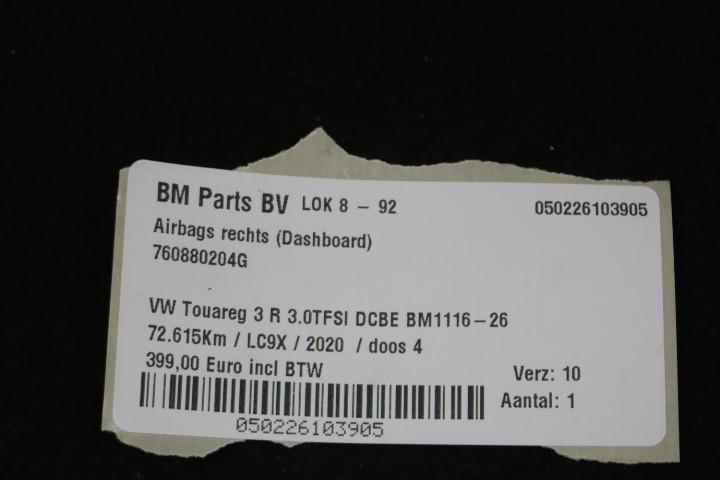 BM Parts BV LOK 8 - 92 050226103905
Airbags rechts (Dashboard)
760880204G
VW Touareg 3 R 3.0TFSI DCBE BM1116-26
72.615Km / LC9X / 2020 / doos 4
399,00 Euro incl BTW Verz: 10
Aantal: 1
050226103905